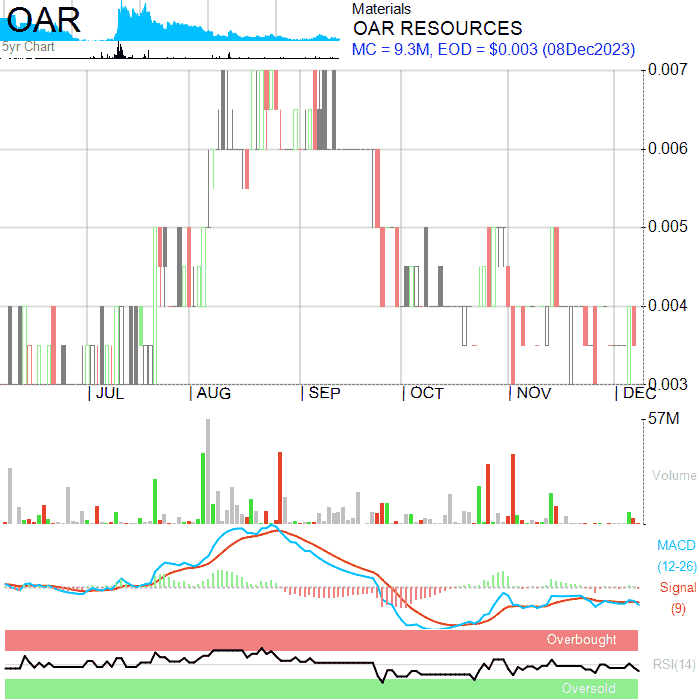 OAR
5yr Chart
Materials
OAR RESOURCES
MC = 9.3M, EOD = $0.003 (08Dec2023)
0.007
0.006
0.005
0.004
0.003
JUL AUG SEP OCT NOV DEC
57M
Volume
MACD
(12-26)
Signal
(9)
Overbought
RSI(14)
Oversold